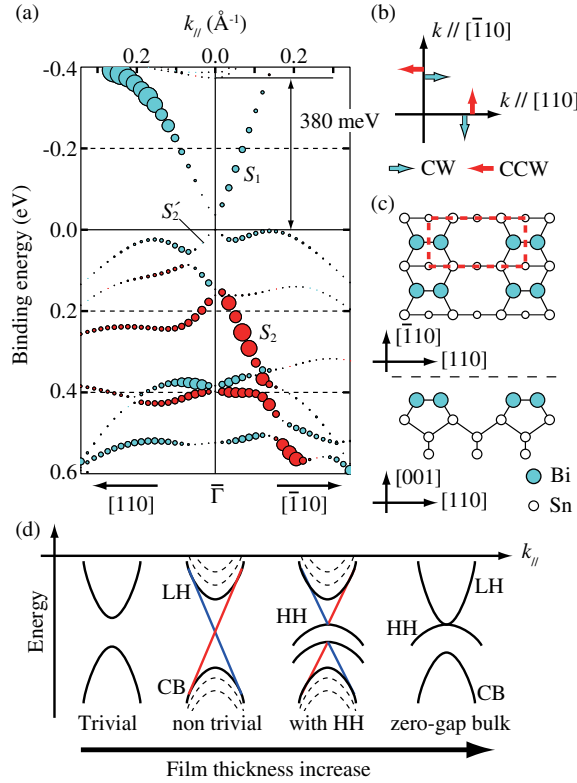 (a)
k// (Å⁻¹)
0.2 0.0 0.2
-0.4
-0.2
0.0
0.2
0.4
0.6
Binding energy (eV)
380 meV
S₁
S₂′
S₂
[110] Γ̅ [1̅10]
(b)
k // [1̅10]
k // [110]
CW CCW
(c)
[1̅10]
[110]
[001]
[110]
Bi
Sn
(d)
k//
Energy
LH LH
HH HH
CB CB
Trivial non trivial with HH zero-gap bulk
Film thickness increase